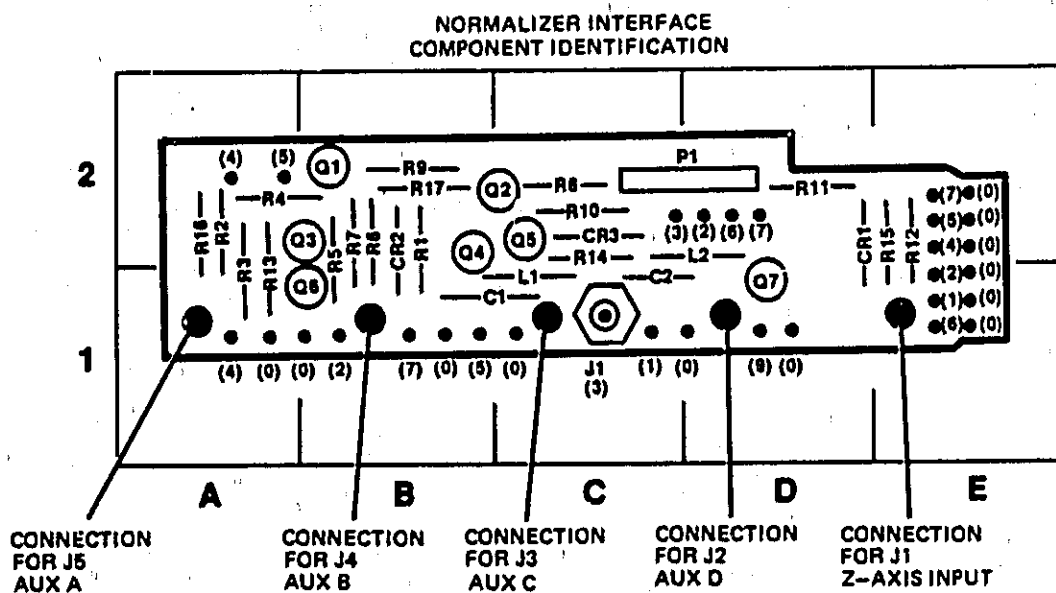 NORMALIZER INTERFACE
COMPONENT IDENTIFICATION
2
(4) (5) Q1 R9 P1
R17 Q2 R8 R11
R4 (7) (0)
R16 R2 Q3 R7 R6 CR2 R1 R10 (5) (0)
Q5 CR3 (3) (2) (6) (7) CR1 R15 R12
Q4 R14 L2 (4) (0)
R3 R13 R5 L1 C2 (2) (0)
Q6 C1 Q7 (1) (0)
(6) (0)
1
(4) (0) (0) (2) (7) (0) (5) (0) J1 (1) (0) (9) (0)
(3)
A B C D E
CONNECTION FOR J5 AUX A
CONNECTION FOR J4 AUX B
CONNECTION FOR J3 AUX C
CONNECTION FOR J2 AUX D
CONNECTION FOR J1 Z-AXIS INPUT